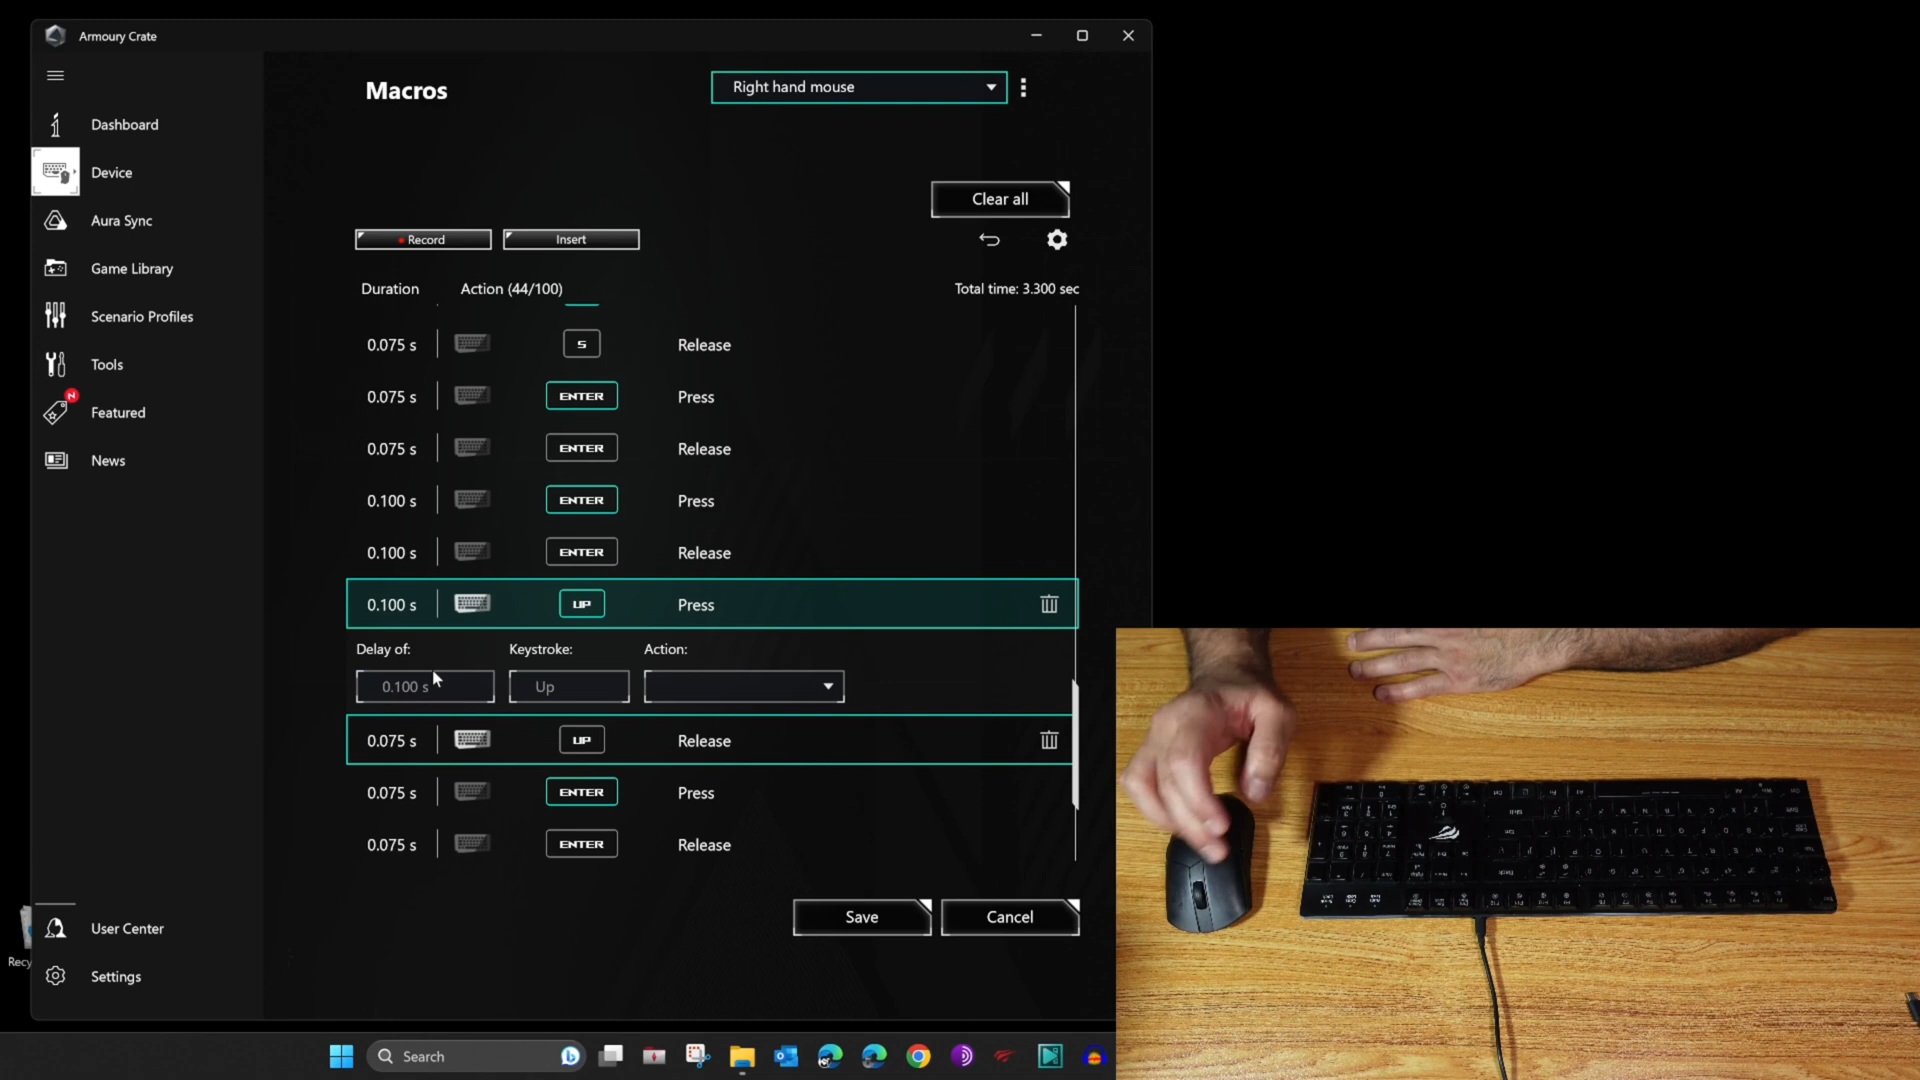 Armoury Crate
Macros
Right hand mouse
Dashboard
Device
Aura Sync
Game Library
Scenario Profiles
Tools
N
Featured
News
Clear all
Record
Insert
Duration
Action (44/100)
Total time: 3.300 sec
0.075 s S Release
0.075 s ENTER Press
0.075 s ENTER Release
0.100 s ENTER Press
0.100 s ENTER Release
0.100 s UP Press
Delay of: Keystroke: Action:
0.100 s Up
0.075 s UP Release
0.075 s ENTER Press
0.075 s ENTER Release
Save
Cancel
User Center
Settings
Recy
Search